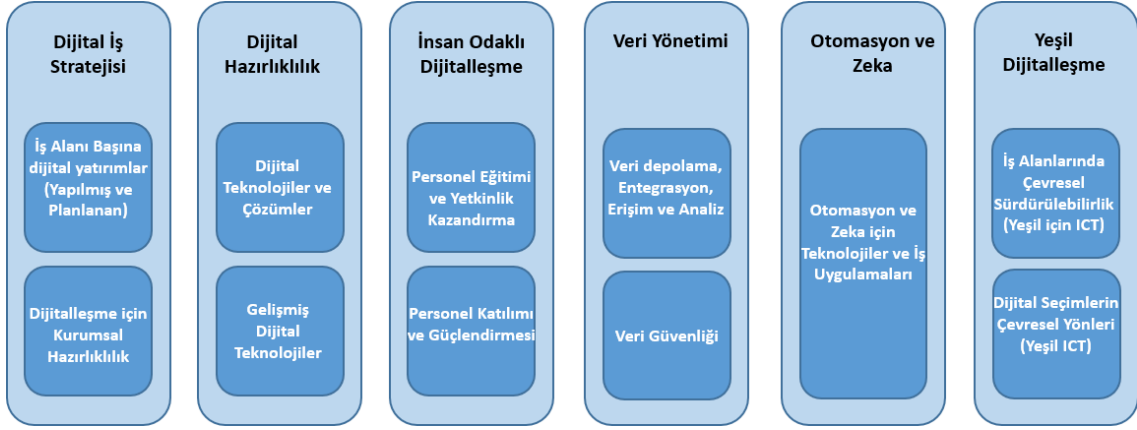 Dijital İş
Stratejisi
İş Alanı Başına
dijital yatırımlar
(Yapılmış ve
Planlanan)
Dijitalleşme için
Kurumsal
Hazırlıklılık
Dijital
Hazırlıklılık
Dijital
Teknolojiler ve
Çözümler
Gelişmiş
Dijital
Teknolojiler
İnsan Odaklı
Dijitalleşme
Personel Eğitimi
ve Yetkinlik
Kazandırma
Personel Katılımı
ve Güçlendirmesi
Veri Yönetimi
Veri depolama,
Entegrasyon,
Erişim ve Analiz
Veri Güvenliği
Otomasyon ve
Zeka
Otomasyon ve
Zeka için
Teknolojiler ve İş
Uygulamaları
Yeşil
Dijitalleşme
İş Alanlarında
Çevresel
Sürdürülebilirlik
(Yeşil için ICT)
Dijital Seçimlerin
Çevresel Yönleri
(Yeşil ICT)